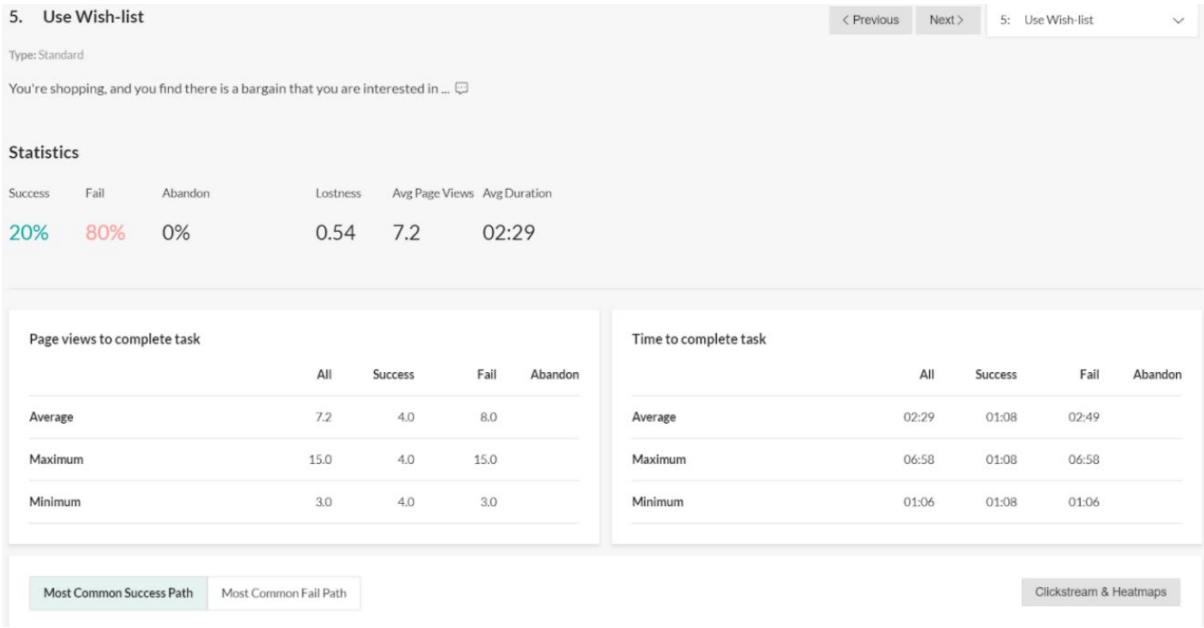 5. Use Wish-list
< Previous Next > 5: Use Wish-list
Type: Standard
You're shopping, and you find there is a bargain that you are interested in ...
Statistics
Success Fail Abandon Lostness Avg Page Views Avg Duration
20% 80% 0% 0.54 7.2 02:29
Page views to complete task
All Success Fail Abandon
Average 7.2 4.0 8.0
Maximum 15.0 4.0 15.0
Minimum 3.0 4.0 3.0
Time to complete task
All Success Fail Abandon
Average 02:29 01:08 02:49
Maximum 06:58 01:08 06:58
Minimum 01:06 01:08 01:06
Most Common Success Path Most Common Fail Path Clickstream & Heatmaps